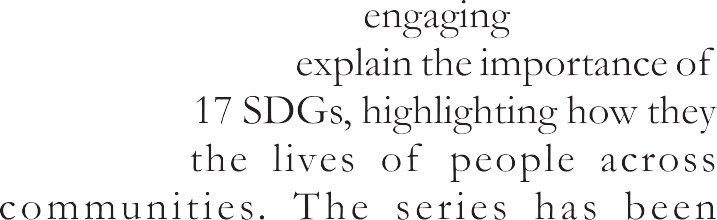 engaging
explain the importance of
17 SDGs, highlighting how they
the lives of people across
communities. The series has been